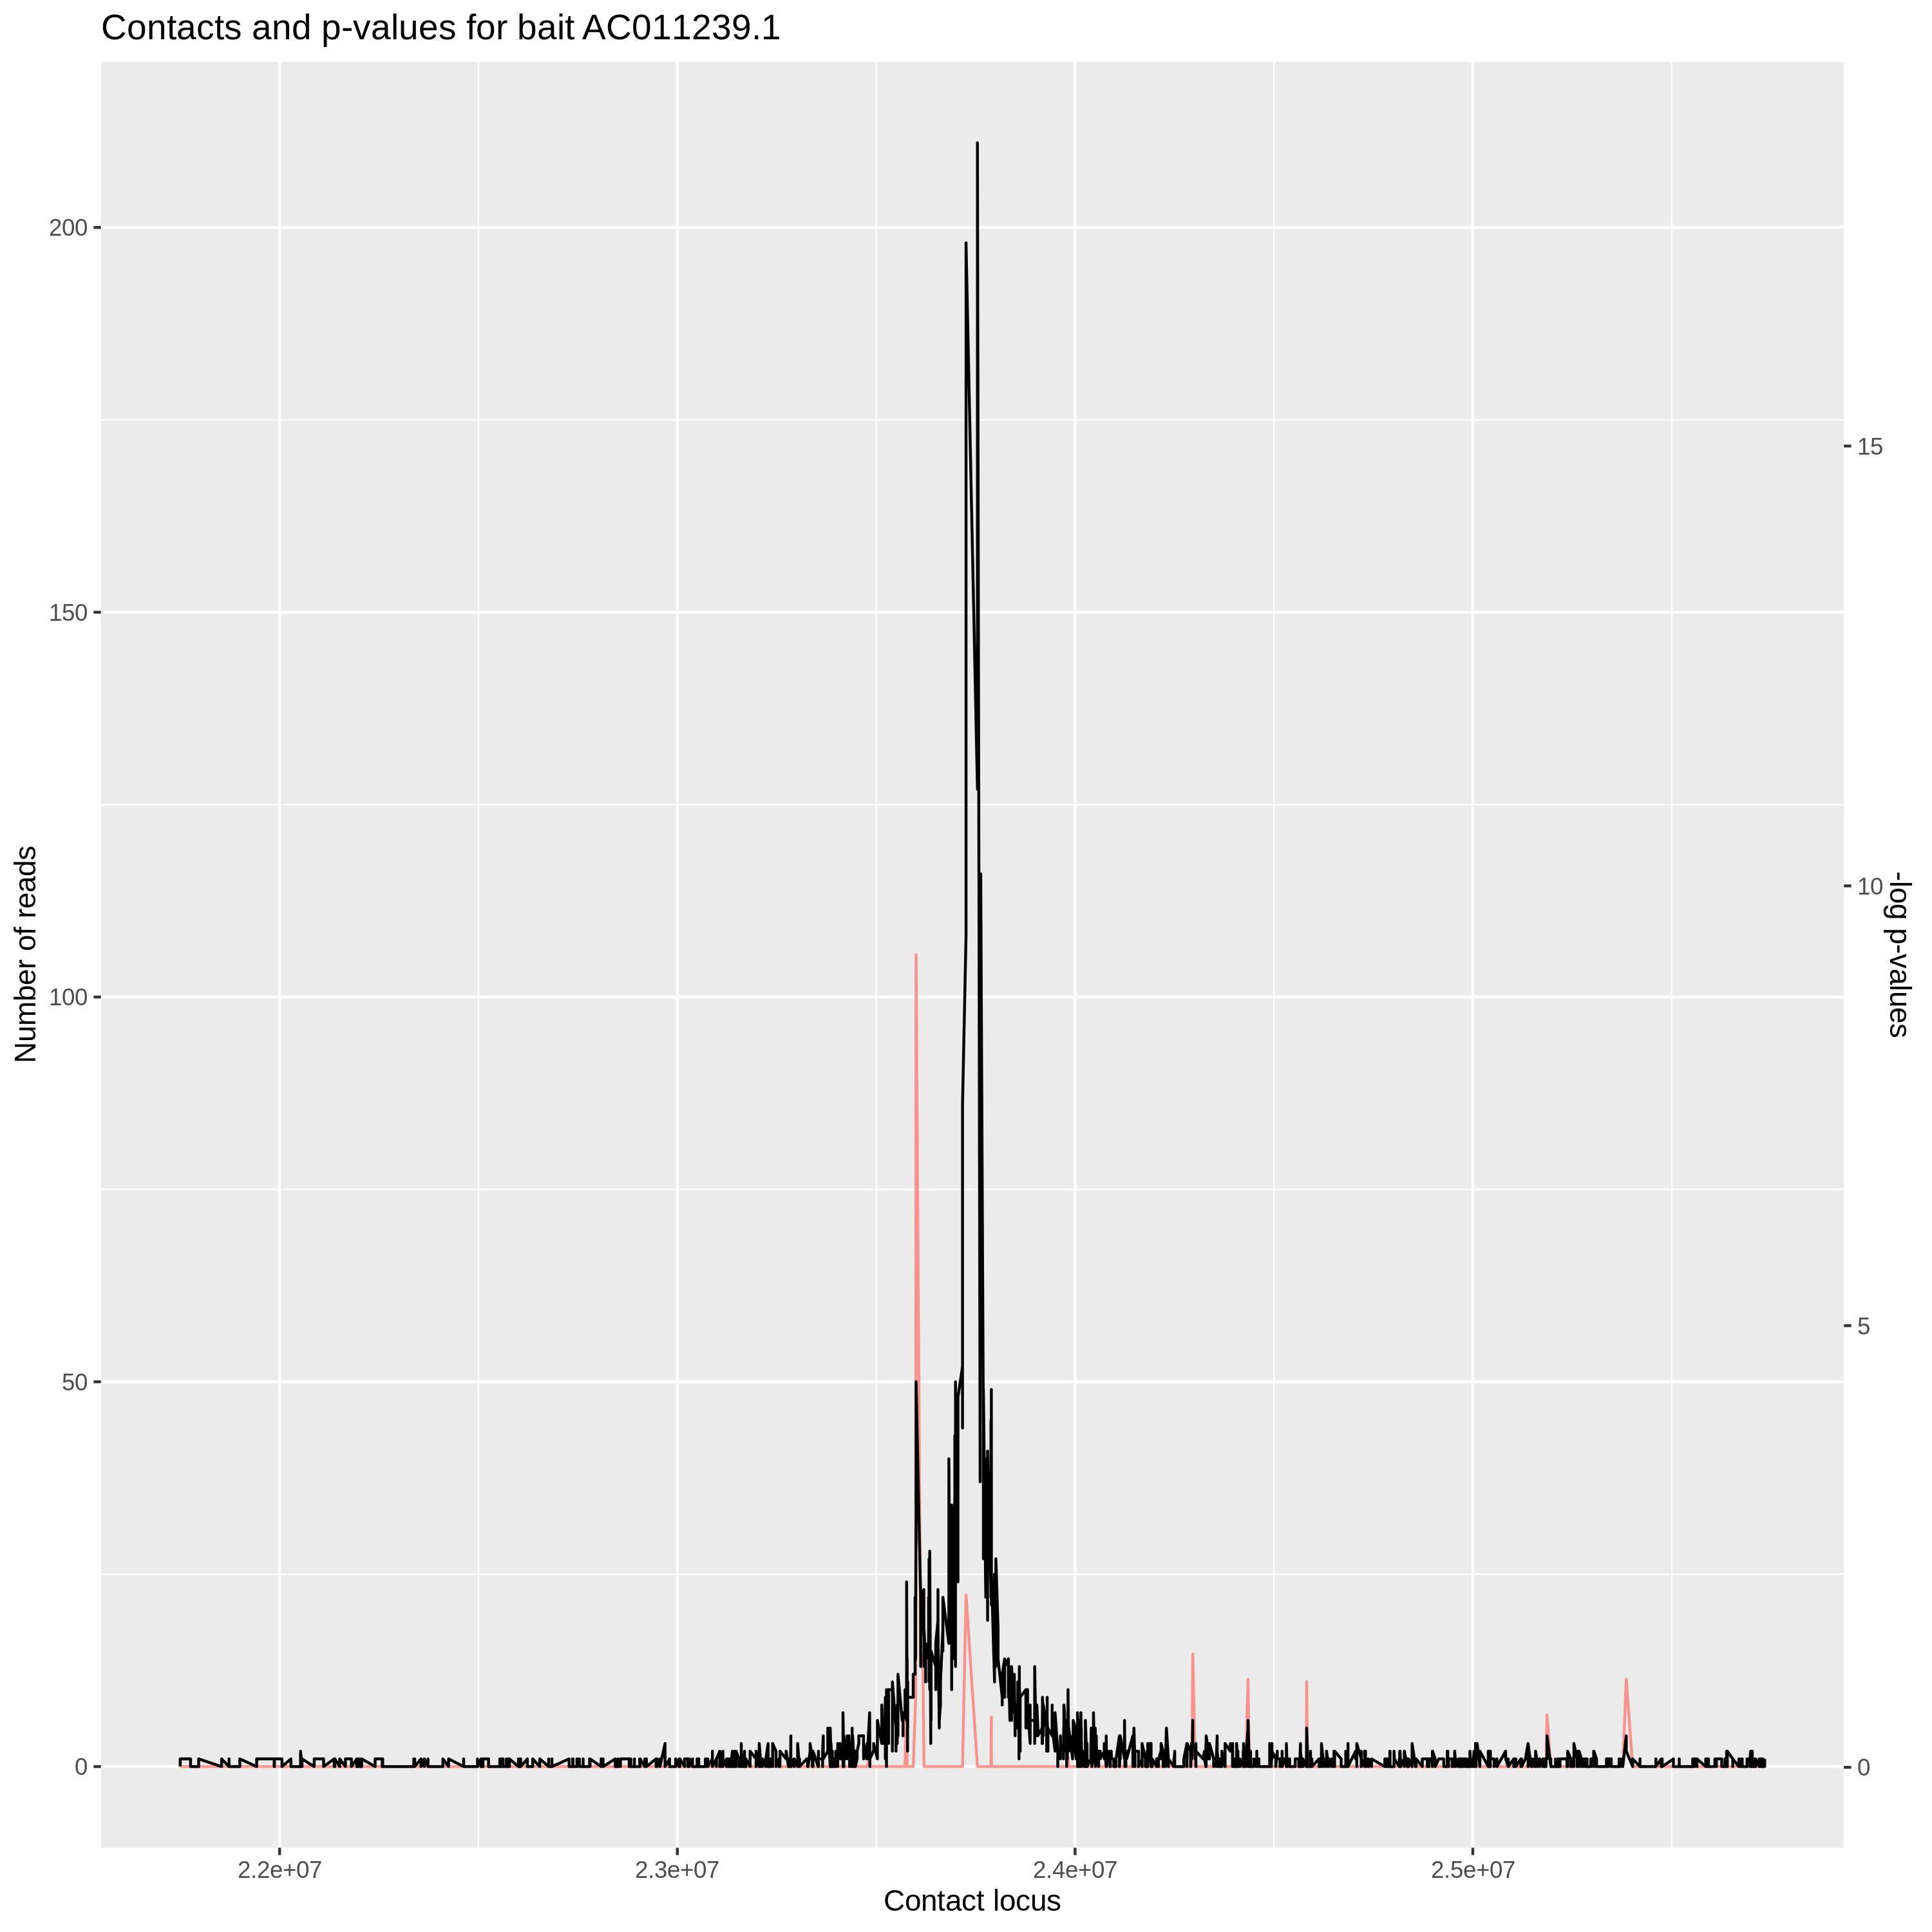 Contacts and p-values for bait AC011239.1
200
150
100
50
0
Number of reads
15
10
5
0
-log p-values
2.2e+07
2.3e+07
2.4e+07
2.5e+07
Contact locus